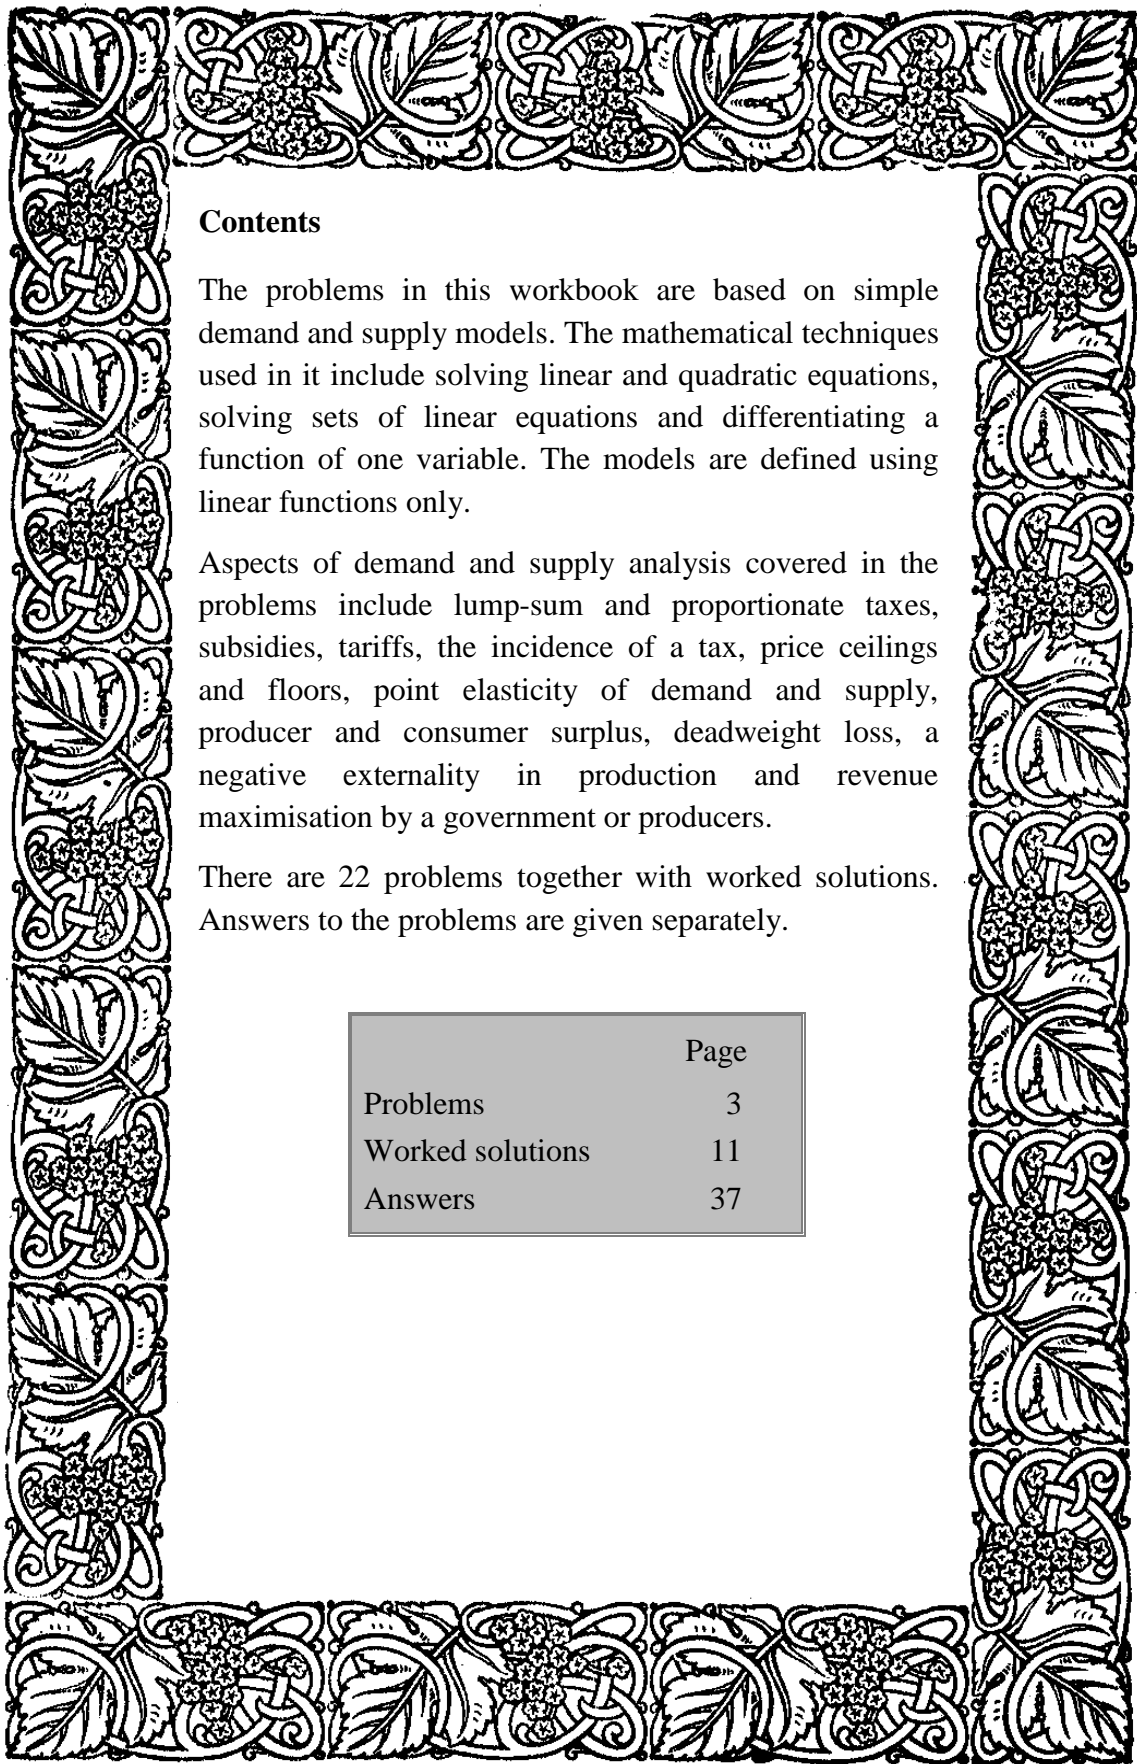 Contents
The problems in this workbook are based on simple
demand and supply models. The mathematical techniques
used in it include solving linear and quadratic equations,
solving sets of linear equations and differentiating a
function of one variable. The models are defined using
linear functions only.
Aspects of demand and supply analysis covered in the
problems include lump-sum and proportionate taxes,
subsidies, tariffs, the incidence of a tax, price ceilings
and floors, point elasticity of demand and supply,
producer and consumer surplus, deadweight loss, a
negative externality in production and revenue
maximisation by a government or producers.
There are 22 problems together with worked solutions.
Answers to the problems are given separately.
Page
Problems 3
Worked solutions 11
Answers 37